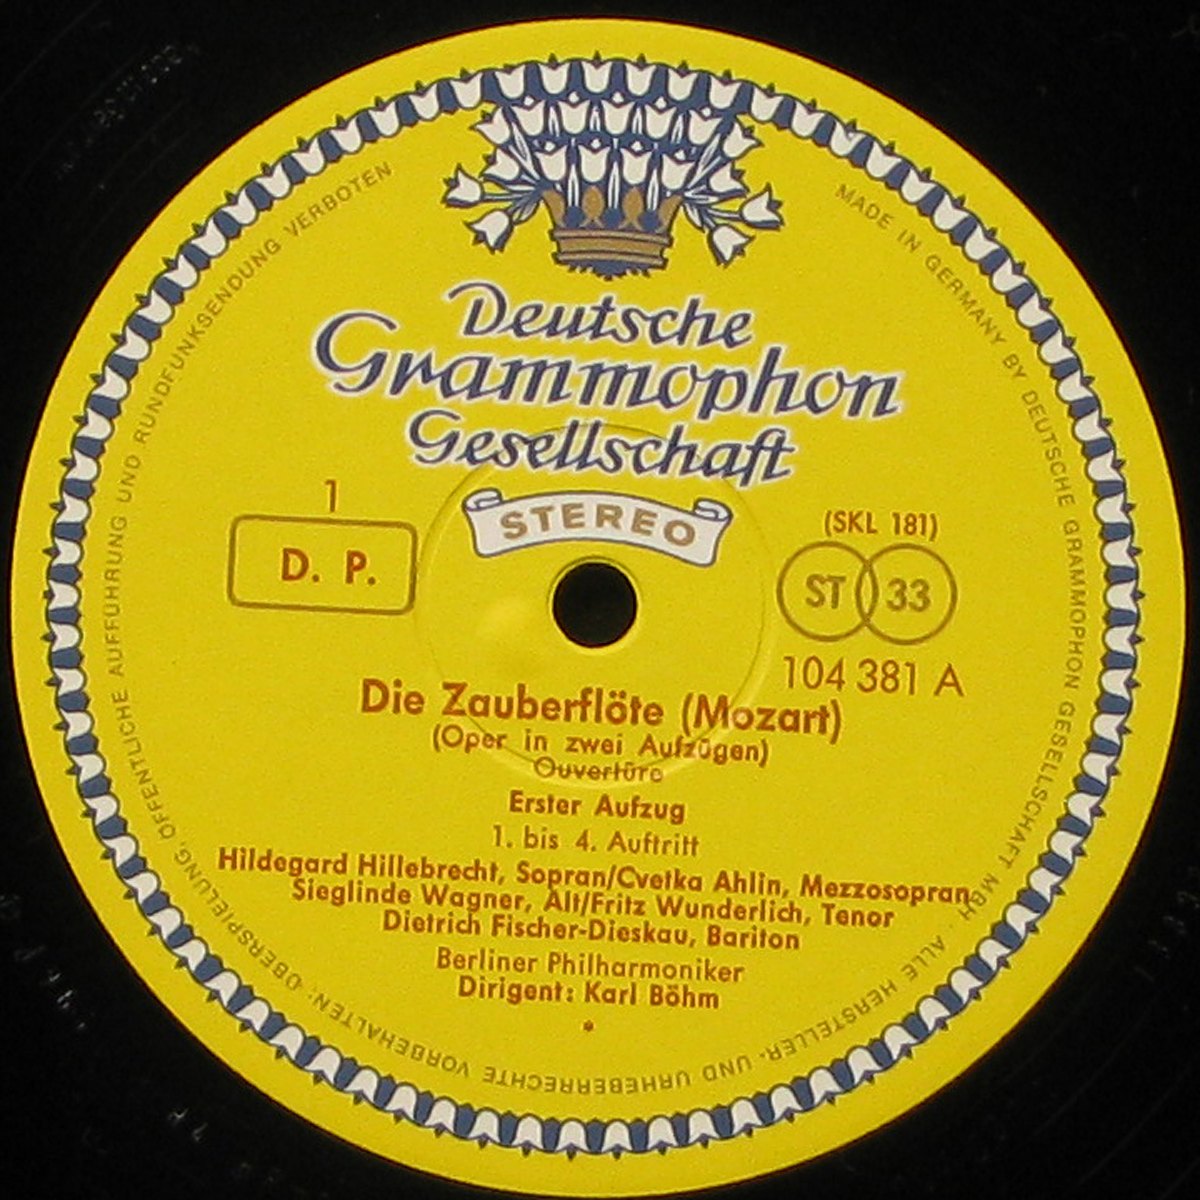 Deutsche
Grammophon
Gesellschaft
STEREO
1
D. P.
(SKL 181)
ST 33
104 381 A
Die Zauberflöte (Mozart)
(Oper in zwei Aufzügen)
Ouvertüre
Erster Aufzug
1. bis 4. Auftritt
Hildegard Hillebrecht, Sopran/Cvetka Ahlin, Mezzosopran
Sieglinde Wagner, Alt/Fritz Wunderlich, Tenor
Dietrich Fischer-Dieskau, Bariton
Berliner Philharmoniker
Dirigent: Karl Böhm
*
MADE IN GERMANY BY DEUTSCHE GRAMMOPHON GESELLSCHAFT MBH · ALLE HERSTELLER- UND URHEBERRECHTE VORBEHALTEN; ÜBERSPIELUNG, ÖFFENTLICHE AUFFÜHRUNG UND RUNDFUNKSENDUNG VERBOTEN